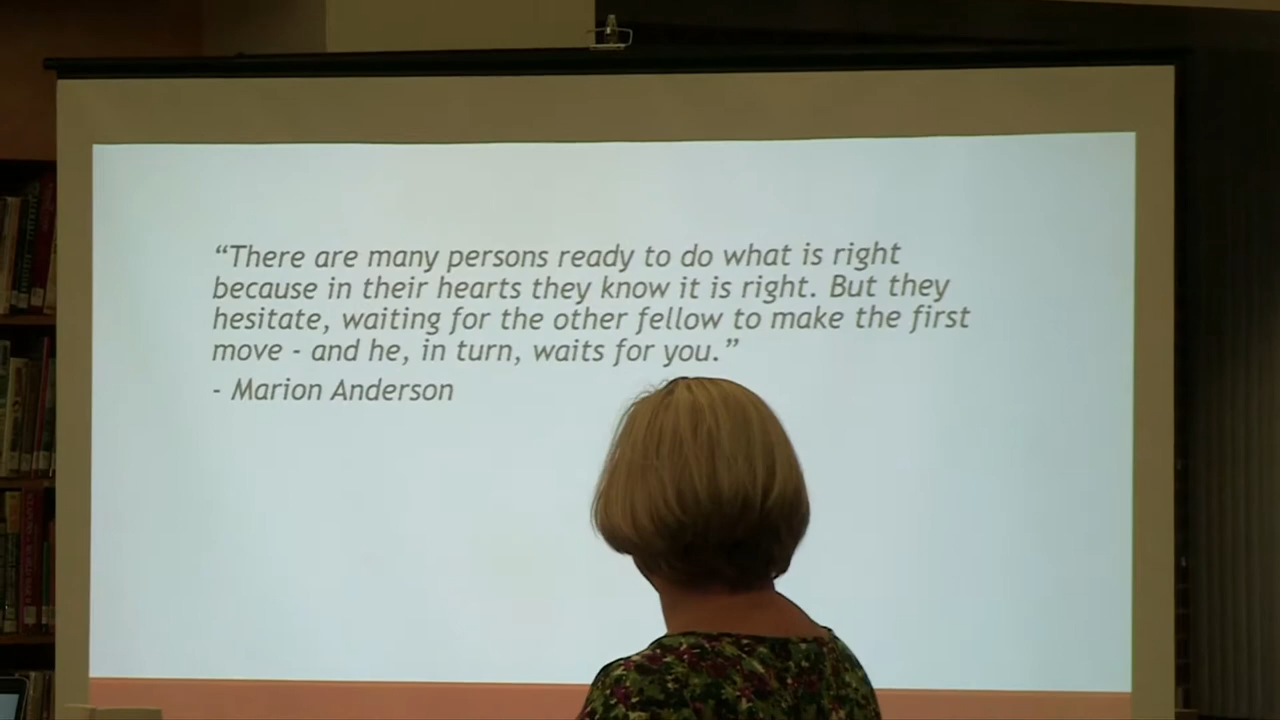 “There are many persons ready to do what is right
because in their hearts they know it is right. But they
hesitate, waiting for the other fellow to make the first
move - and he, in turn, waits for you.”
- Marion Anderson